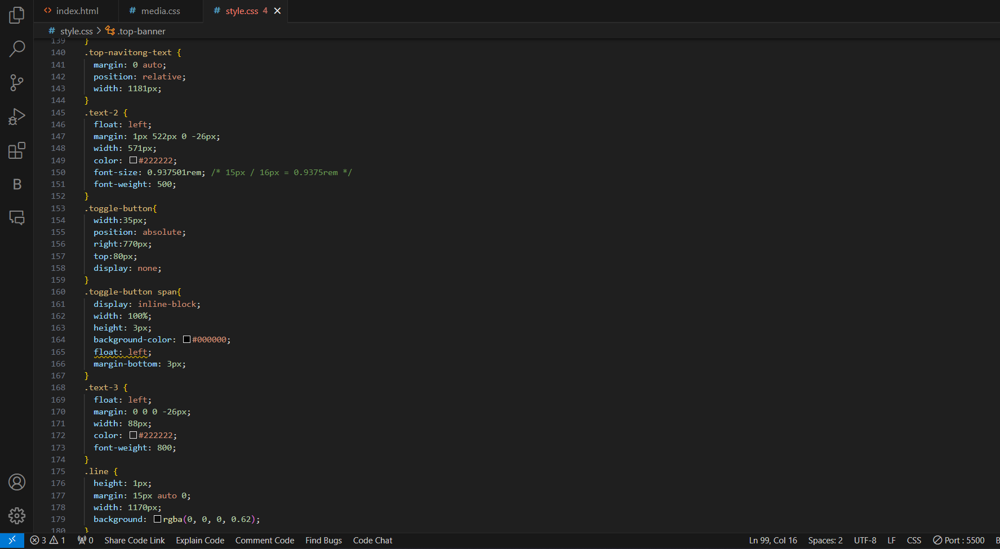 index.html
# media.css
# style.css 4
# style.css > .top-banner
139 }
140 .top-navitong-text {
141 margin: 0 auto;
142 position: relative;
143 width: 1181px;
144 }
145 .text-2 {
146 float: left;
147 margin: 1px 522px 0 -26px;
148 width: 571px;
149 color: #222222;
150 font-size: 0.937501rem; /* 15px / 16px = 0.9375rem */
151 font-weight: 500;
152 }
153 .toggle-button{
154 width:35px;
155 position: absolute;
156 right:770px;
157 top:80px;
158 display: none;
159 }
160 .toggle-button span{
161 display: inline-block;
162 width: 100%;
163 height: 3px;
164 background-color: #000000;
165 float: left;
166 margin-bottom: 3px;
167 }
168 .text-3 {
169 float: left;
170 margin: 0 0 0 -26px;
171 width: 88px;
172 color: #222222;
173 font-weight: 800;
174 }
175 .line {
176 height: 1px;
177 margin: 15px auto 0;
178 width: 1170px;
179 background: rgba(0, 0, 0, 0.62);
180 }
B
3 1 0 Share Code Link Explain Code Comment Code Find Bugs Code Chat Ln 99, Col 16 Spaces: 2 UTF-8 LF CSS Port : 5500 B